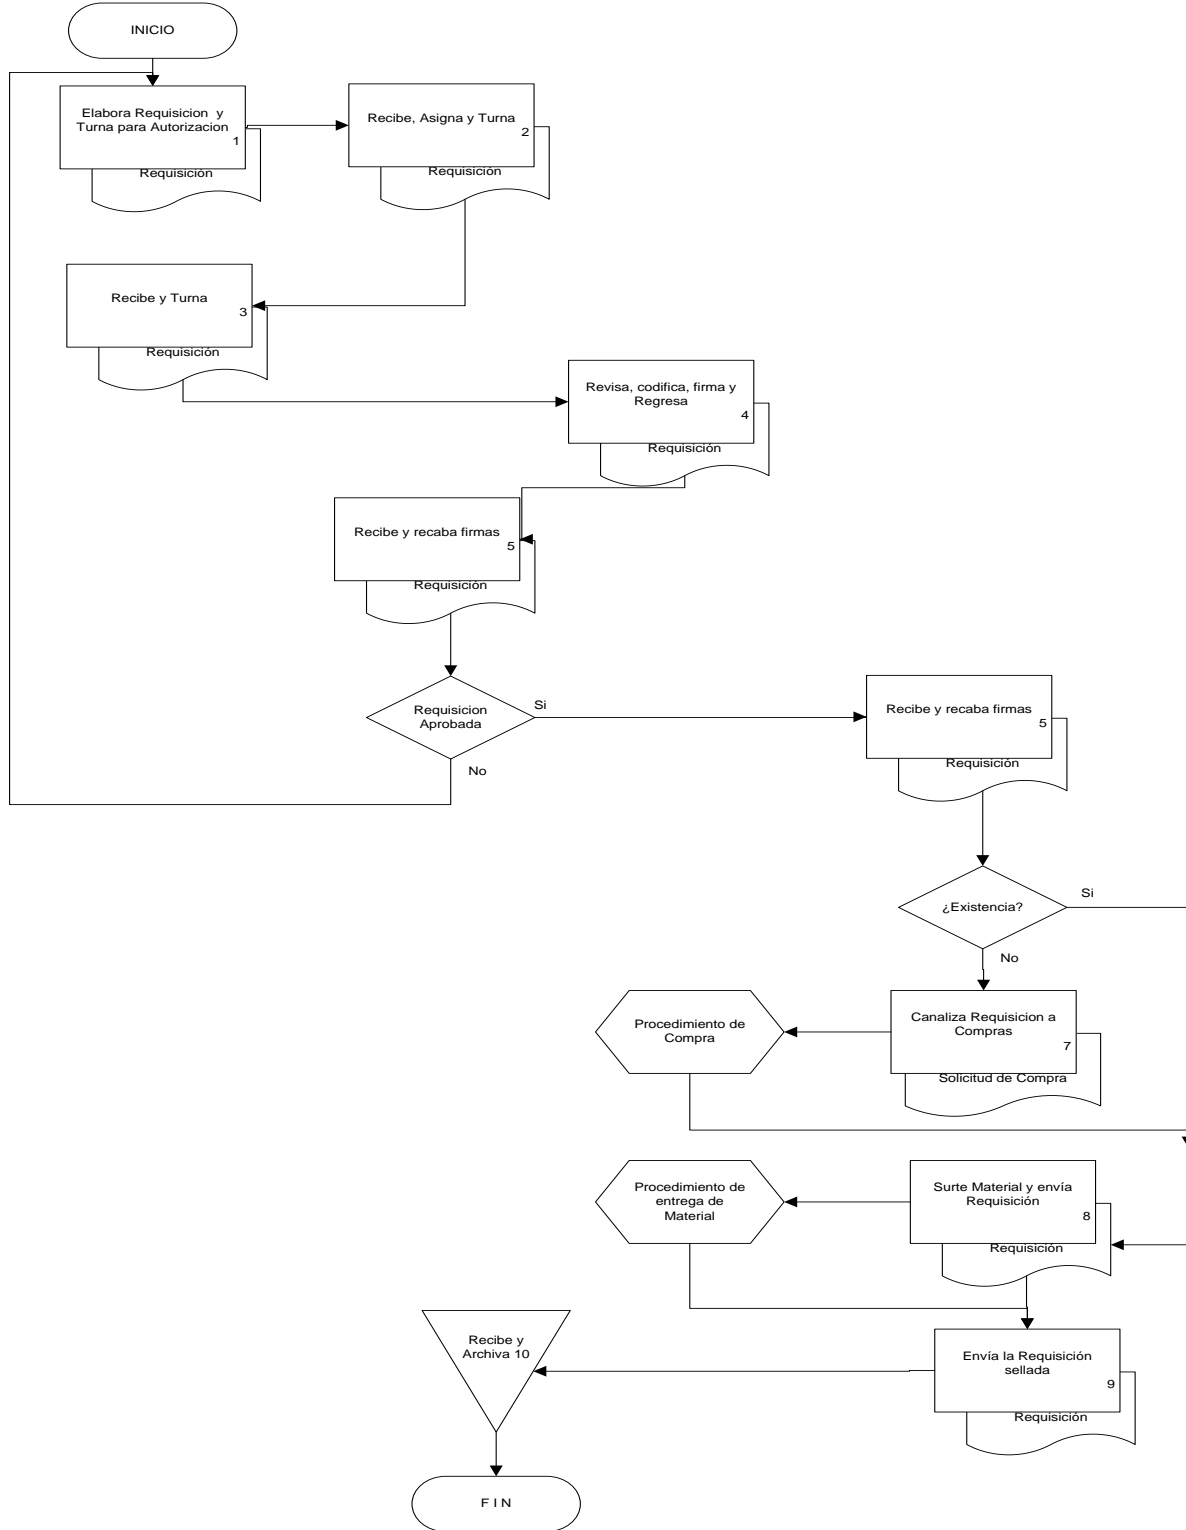 INICIO
Elabora Requisicion y
Turna para Autorizacion
1
Requisición
Recibe, Asigna y Turna
2
Requisición
Recibe y Turna
3
Requisición
Revisa, codifica, firma y
Regresa
4
Requisición
Recibe y recaba firmas
5
Requisición
Requisicion
Aprobada
Si
No
Recibe y recaba firmas
5
Requisición
¿Existencia?
Si
No
Canaliza Requisicion a
Compras
7
Solicitud de Compra
Procedimiento de
Compra
Surte Material y envía
Requisición
8
Requisición
Procedimiento de
entrega de
Material
Envía la Requisición
sellada
9
Requisición
Recibe y
Archiva 10
F I N